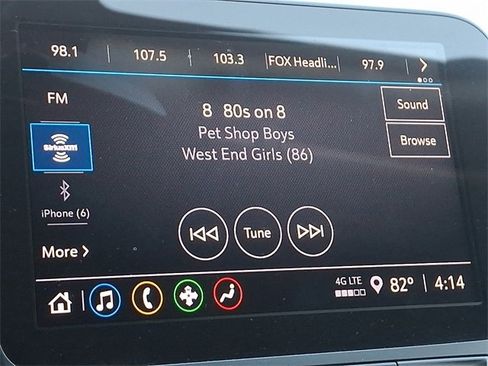 98.1 107.5 103.3 FOX Headli... 97.9
FM
8 80s on 8
Sound
Pet Shop Boys
Browse
SiriusXM
West End Girls (86)
iPhone (6)
Tune
More
4G LTE
82° 4:14